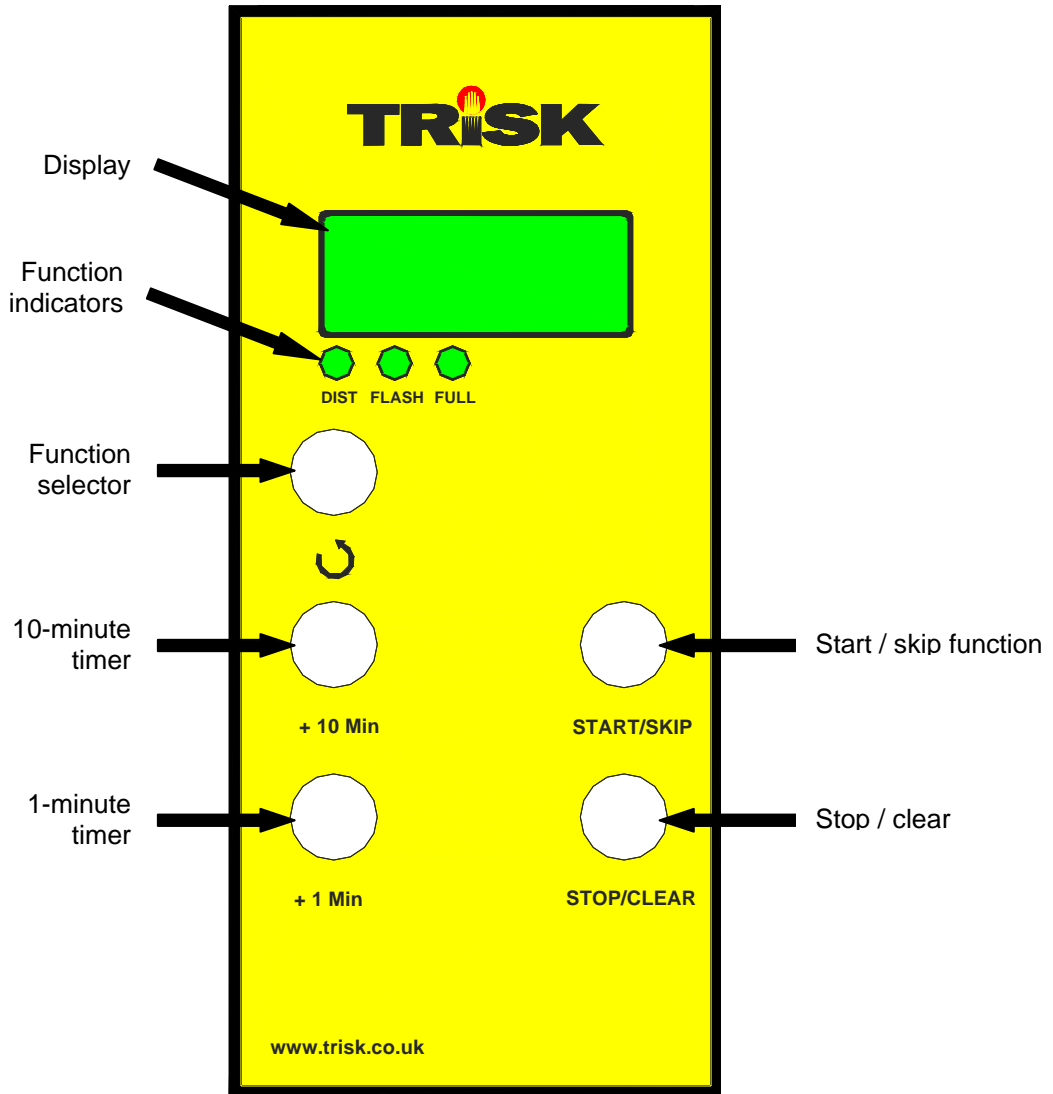 TRiSK
Display
Function
indicators
DIST FLASH FULL
Function
selector
10-minute
timer
Start / skip function
+ 10 Min
START/SKIP
1-minute
timer
Stop / clear
+ 1 Min
STOP/CLEAR
www.trisk.co.uk